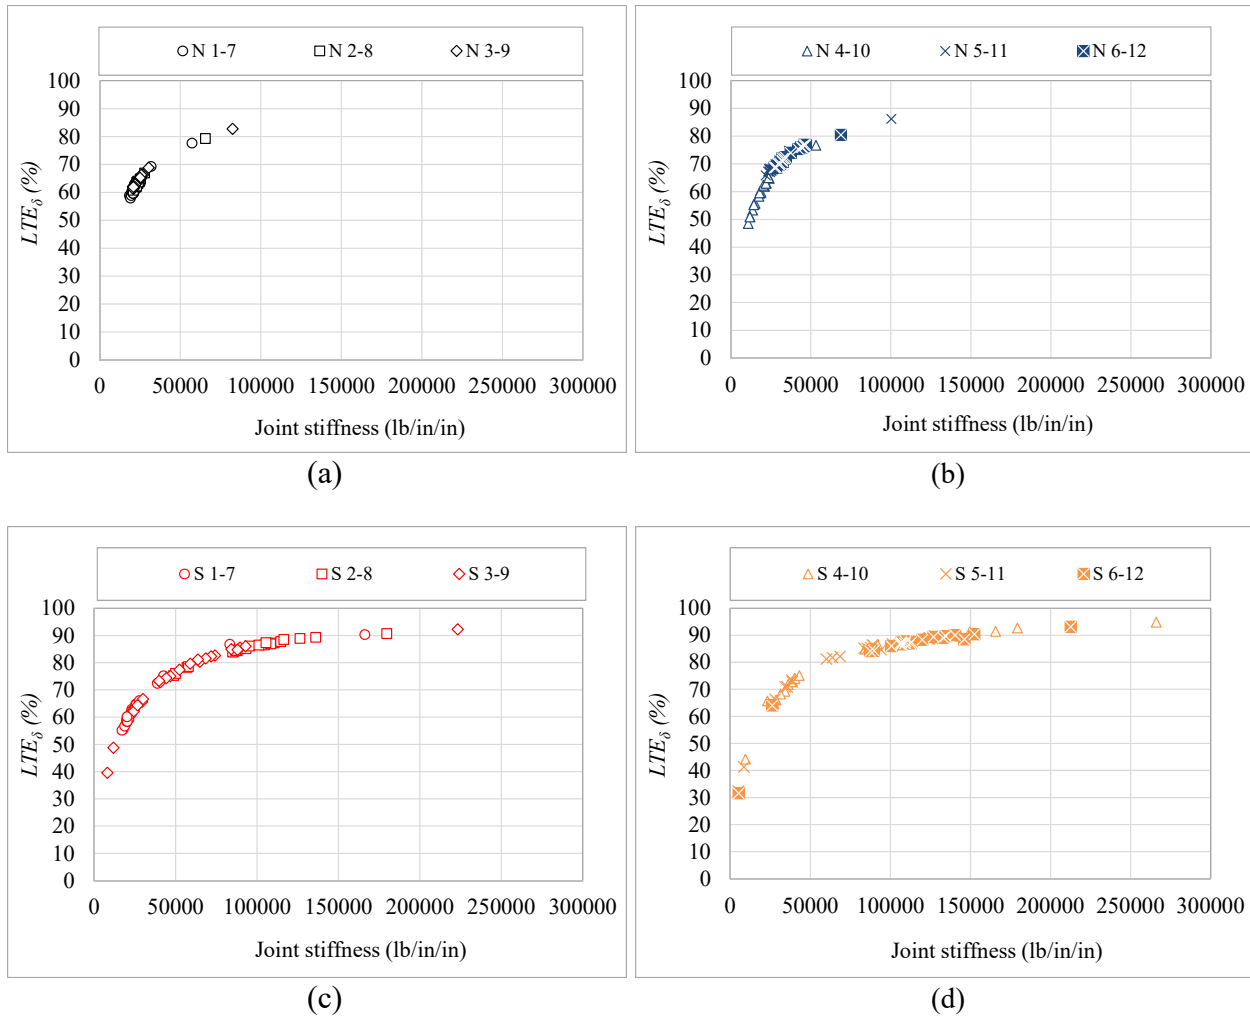 N 1-7 N 2-8 N 3-9
100
90
80
70
60
50
40
30
20
10
0
LTEδ (%)
0 50000 100000 150000 200000 250000 300000
Joint stiffness (lb/in/in)
(a)
N 4-10 N 5-11 N 6-12
100
90
80
70
60
50
40
30
20
10
0
LTEδ (%)
0 50000 100000 150000 200000 250000 300000
Joint stiffness (lb/in/in)
(b)
S 1-7 S 2-8 S 3-9
100
90
80
70
60
50
40
30
20
10
0
LTEδ (%)
0 50000 100000 150000 200000 250000 300000
Joint stiffness (lb/in/in)
(c)
S 4-10 S 5-11 S 6-12
100
90
80
70
60
50
40
30
20
10
0
LTEδ (%)
0 50000 100000 150000 200000 250000 300000
Joint stiffness (lb/in/in)
(d)